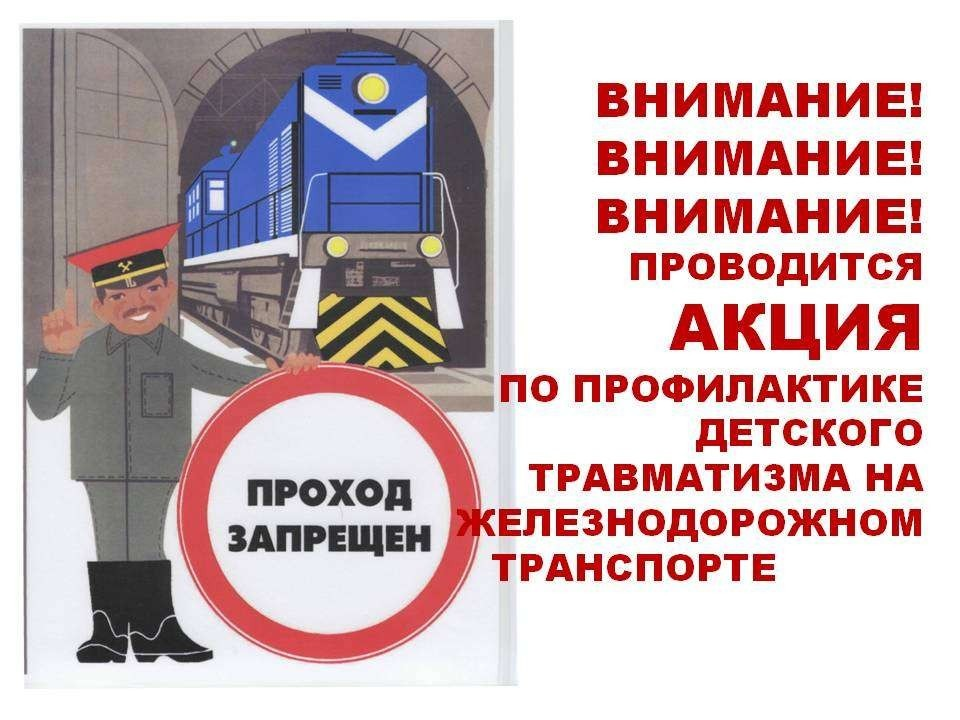 ПРОХОД
ЗАПРЕЩЕН
ВНИМАНИЕ!
ВНИМАНИЕ!
ВНИМАНИЕ!
ПРОВОДИТСЯ
АКЦИЯ
ПО ПРОФИЛАКТИКЕ
ДЕТСКОГО
ТРАВМАТИЗМА НА
ЖЕЛЕЗНОДОРОЖНОМ
ТРАНСПОРТЕ